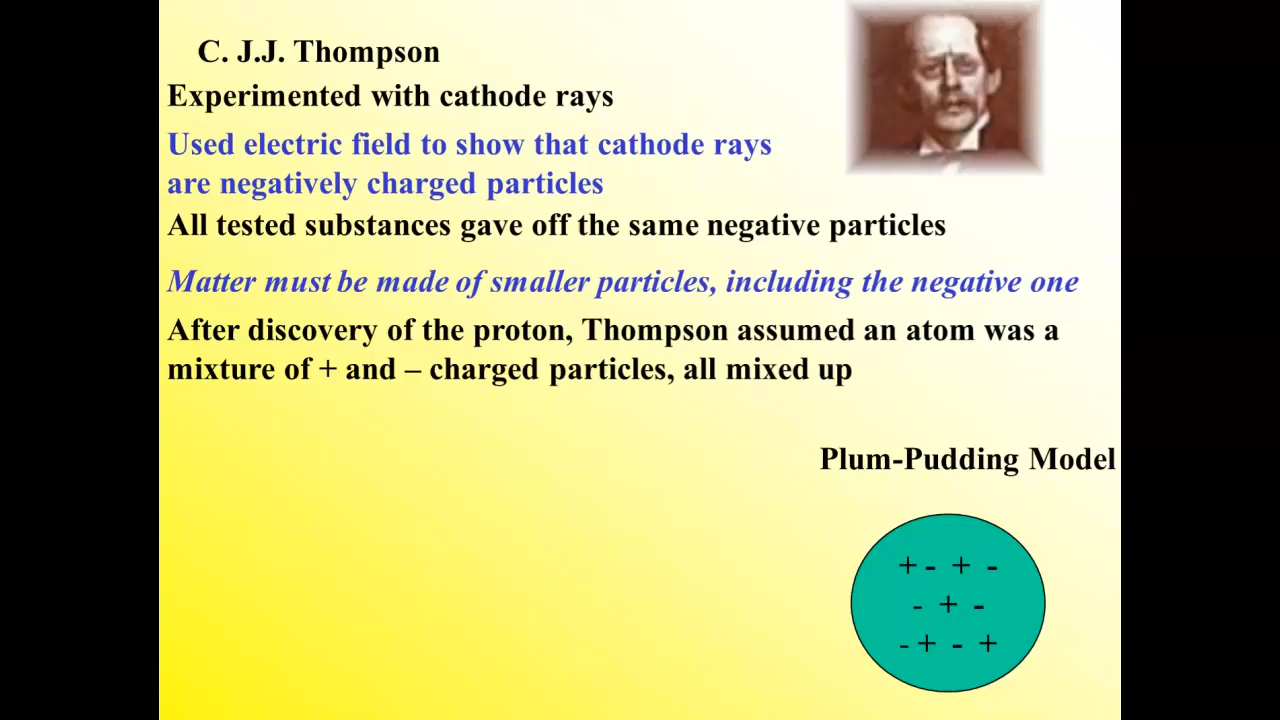 C. J.J. Thompson
Experimented with cathode rays
Used electric field to show that cathode rays
are negatively charged particles
All tested substances gave off the same negative particles
Matter must be made of smaller particles, including the negative one
After discovery of the proton, Thompson assumed an atom was a
mixture of + and – charged particles, all mixed up
Plum-Pudding Model
+ - + -
- + -
- + - +